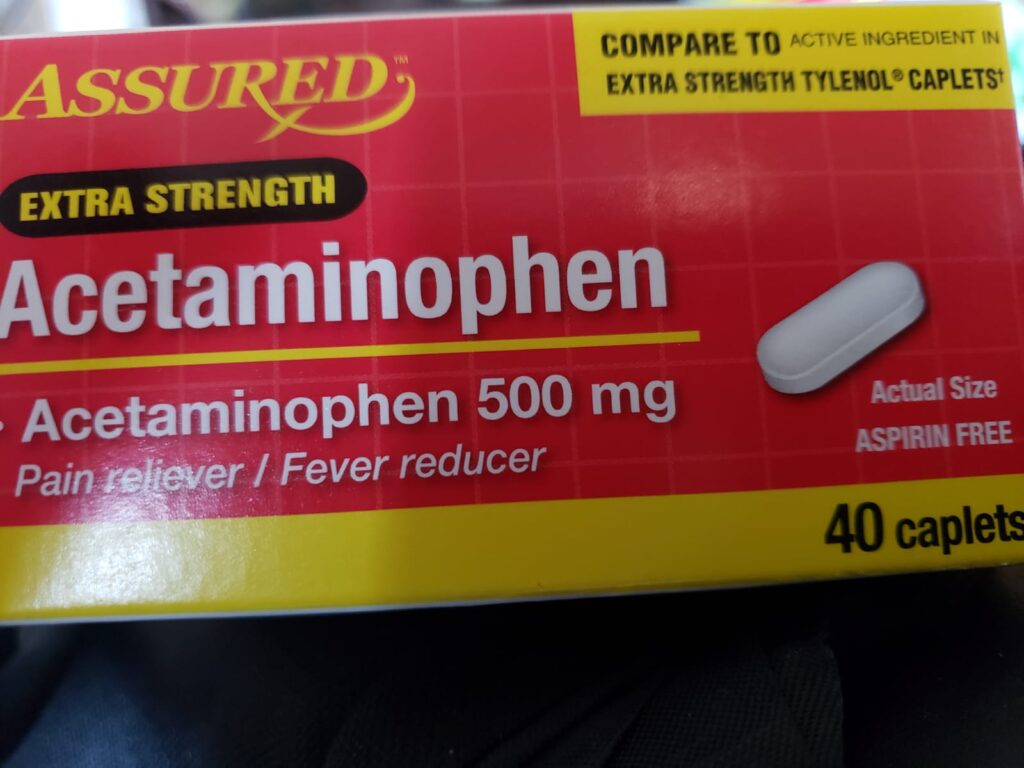 ASSURED™
COMPARE TO ACTIVE INGREDIENT IN
EXTRA STRENGTH TYLENOL® CAPLETS†
EXTRA STRENGTH
Acetaminophen
Acetaminophen 500 mg
Pain reliever / Fever reducer
Actual Size
ASPIRIN FREE
40 caplets